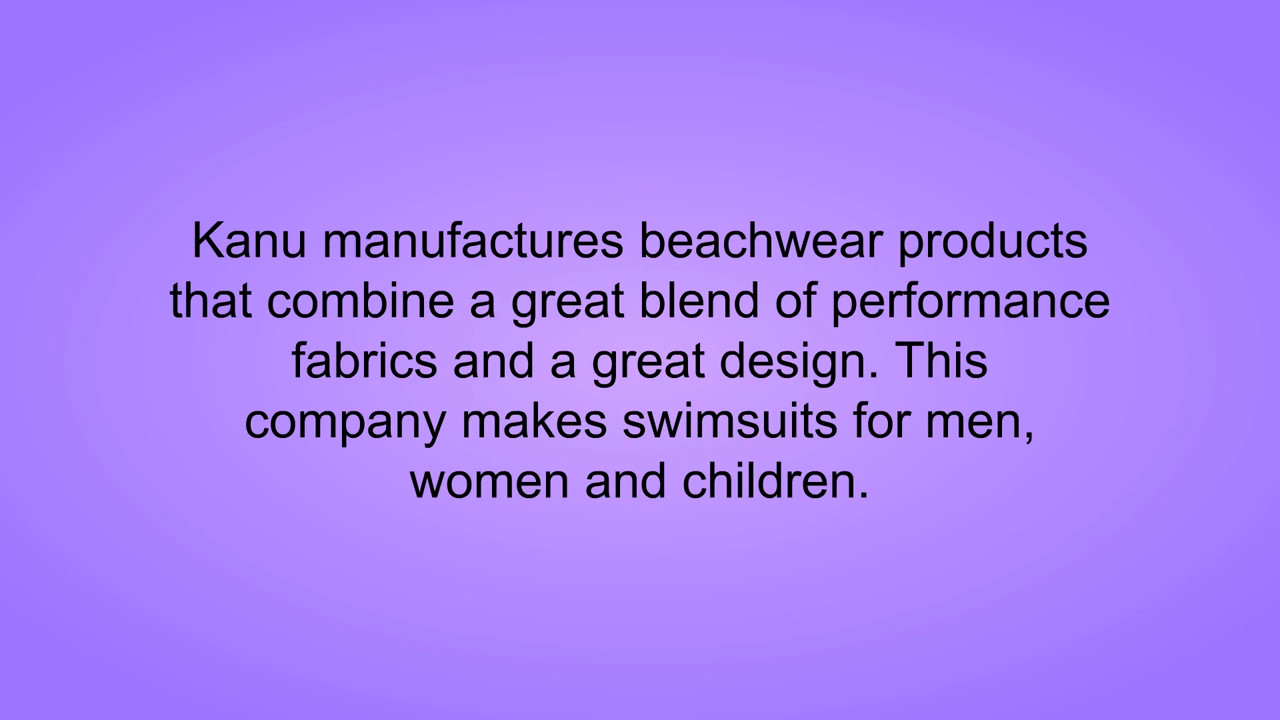 Kanu manufactures beachwear products
that combine a great blend of performance
fabrics and a great design. This
company makes swimsuits for men,
women and children.